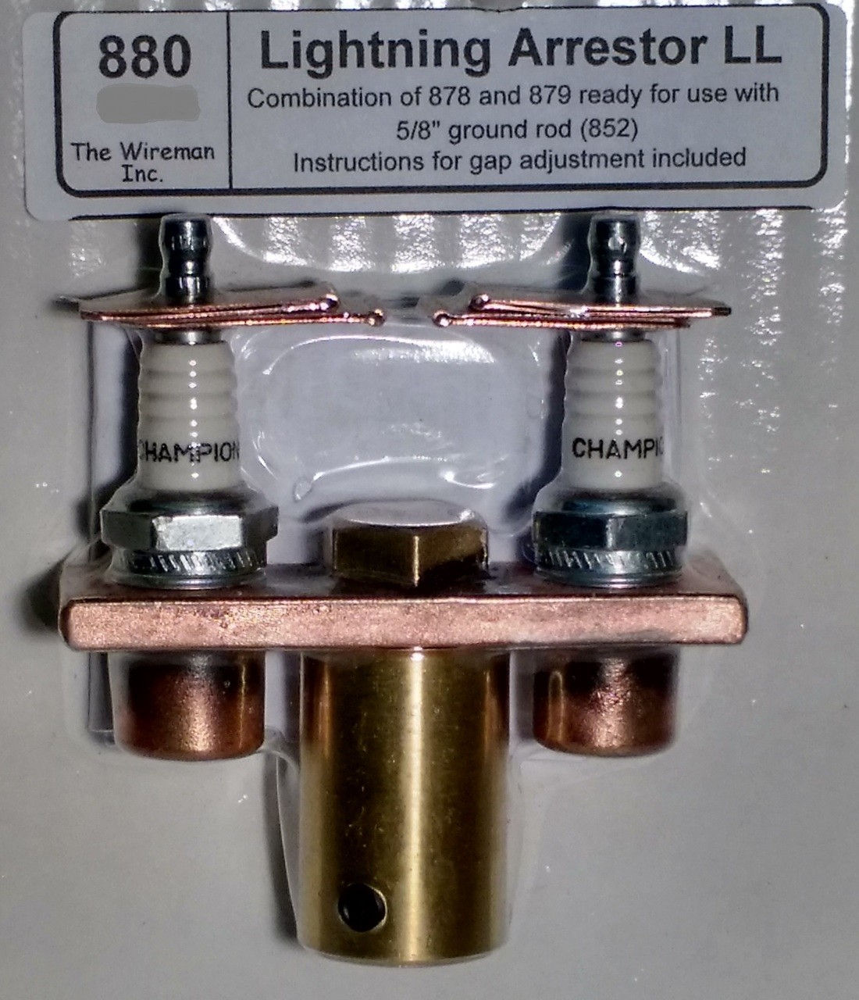 880
The Wireman
Inc.
Lightning Arrestor LL
Combination of 878 and 879 ready for use with
5/8" ground rod (852)
Instructions for gap adjustment included
CHAMPION
CHAMPIO